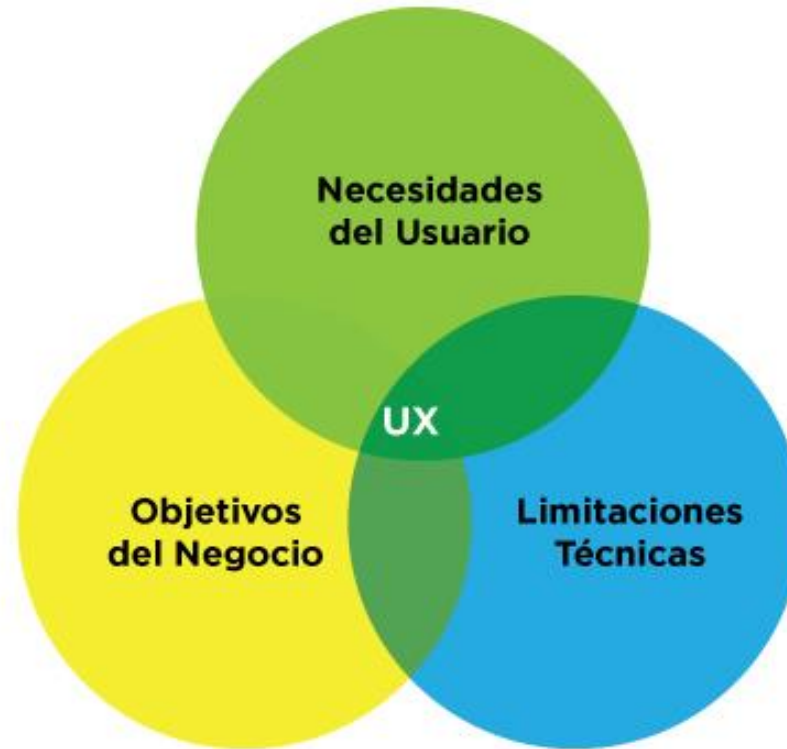 Necesidades
del Usuario
UX
Objetivos
del Negocio
Limitaciones
Técnicas